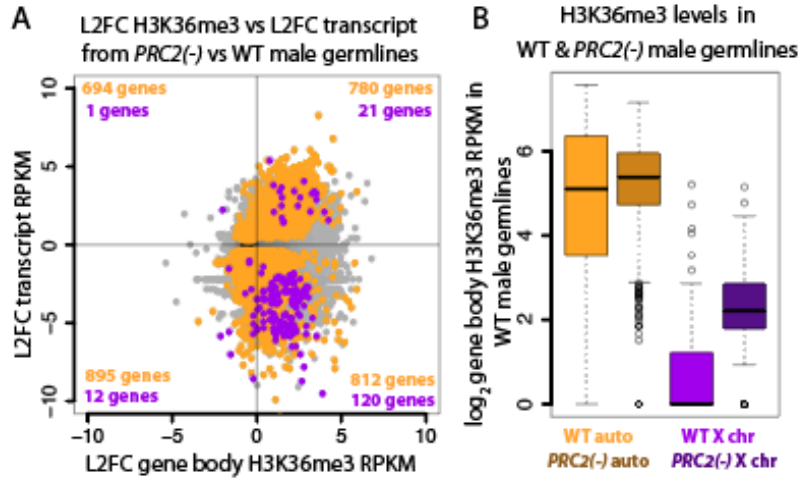 A
L2FC H3K36me3 vs L2FC transcript
from PRC2(-) vs WT male germlines
694 genes
1 genes
780 genes
21 genes
895 genes
12 genes
812 genes
120 genes
10
5
0
−5
−10
L2FC transcript RPKM
−10 −5 0 5 10
L2FC gene body H3K36me3 RPKM
B
H3K36me3 levels in
WT & PRC2(-) male germlines
log2 gene body H3K36me3 RPKM in
WT male germlines
6
4
2
0
WT auto WT X chr
PRC2(-) auto PRC2(-) X chr